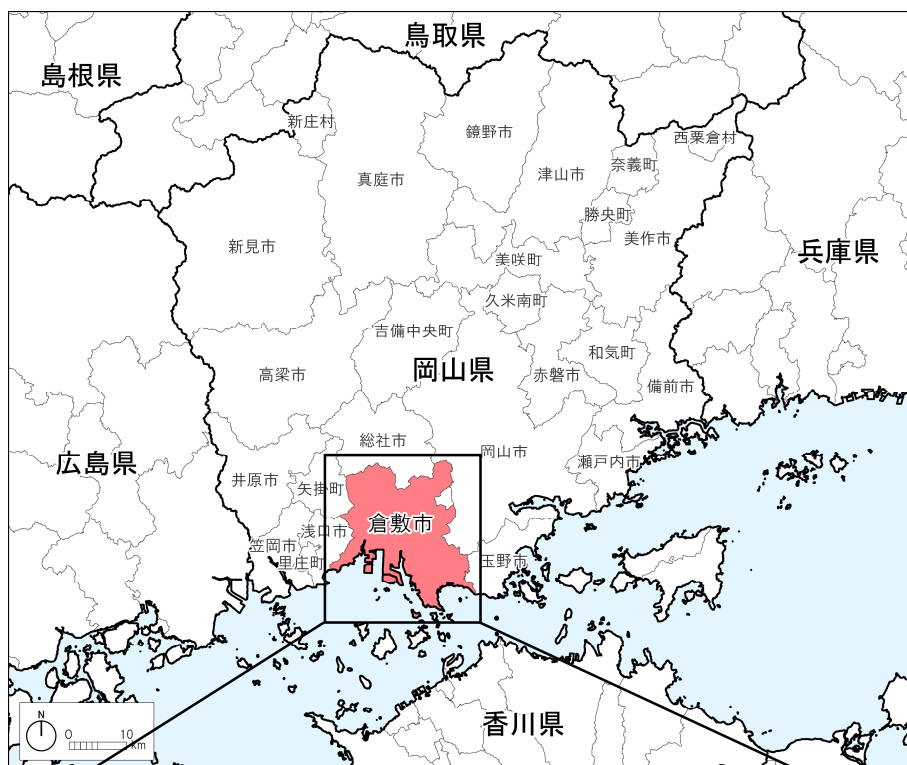 鳥取県
島根県
新庄村
鏡野市
西粟倉村
真庭市
津山市
奈義町
勝央町
美作市
新見市
美咲町
兵庫県
久米南町
吉備中央町
和気町
高梁市
岡山県
赤磐市
備前市
総社市
岡山市
広島県
瀬戸内市
井原市
矢掛町
倉敷市
浅口市
笠岡市
里庄町
玉野市
香川県
N
0 10
km